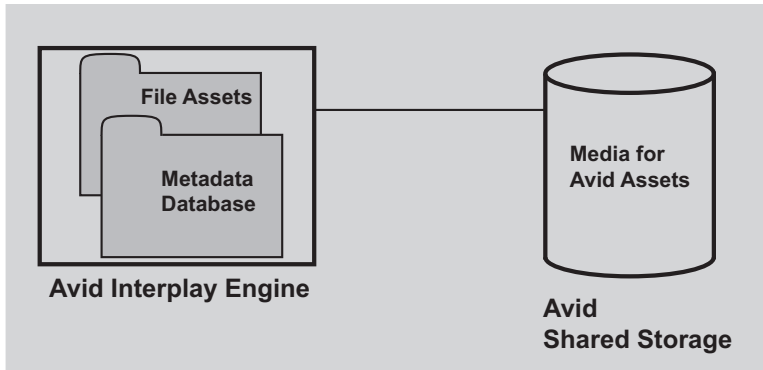 File Assets
Metadata
Database
Avid Interplay Engine
Media for
Avid Assets
Avid
Shared Storage